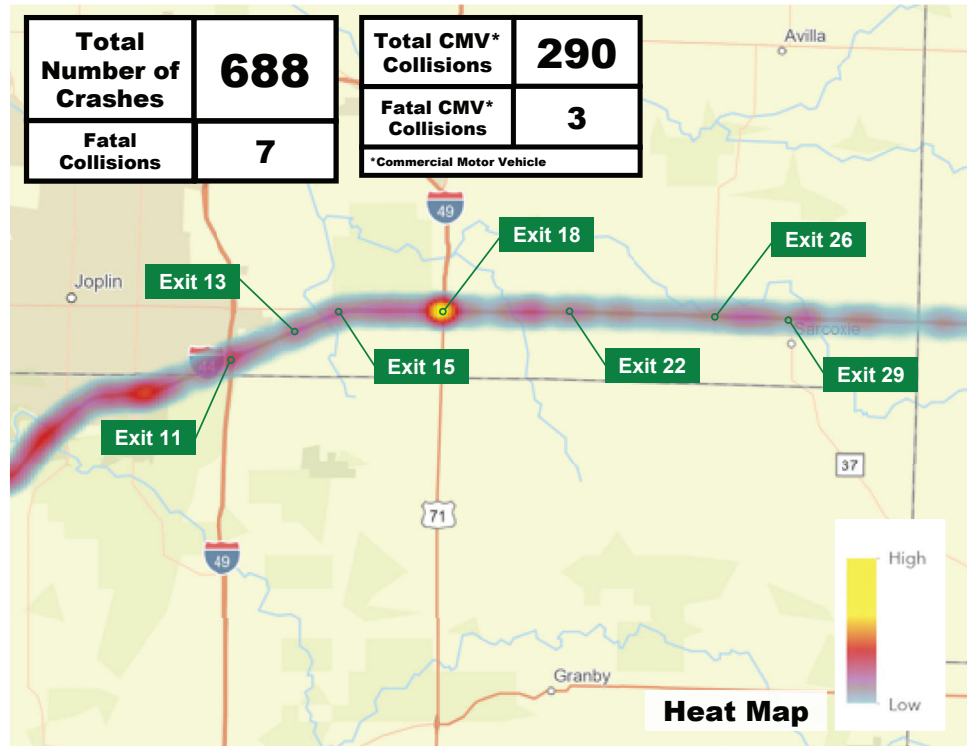 Total
Number of
Crashes
688
Fatal
Collisions
7
Total CMV*
Collisions
290
Fatal CMV*
Collisions
3
*Commercial Motor Vehicle
Avilla
49
Exit 18
Exit 26
Exit 13
Joplin
Sarcoxie
44
Exit 15
Exit 22
Exit 29
Exit 11
37
71
49
High
Granby
Low
Heat Map